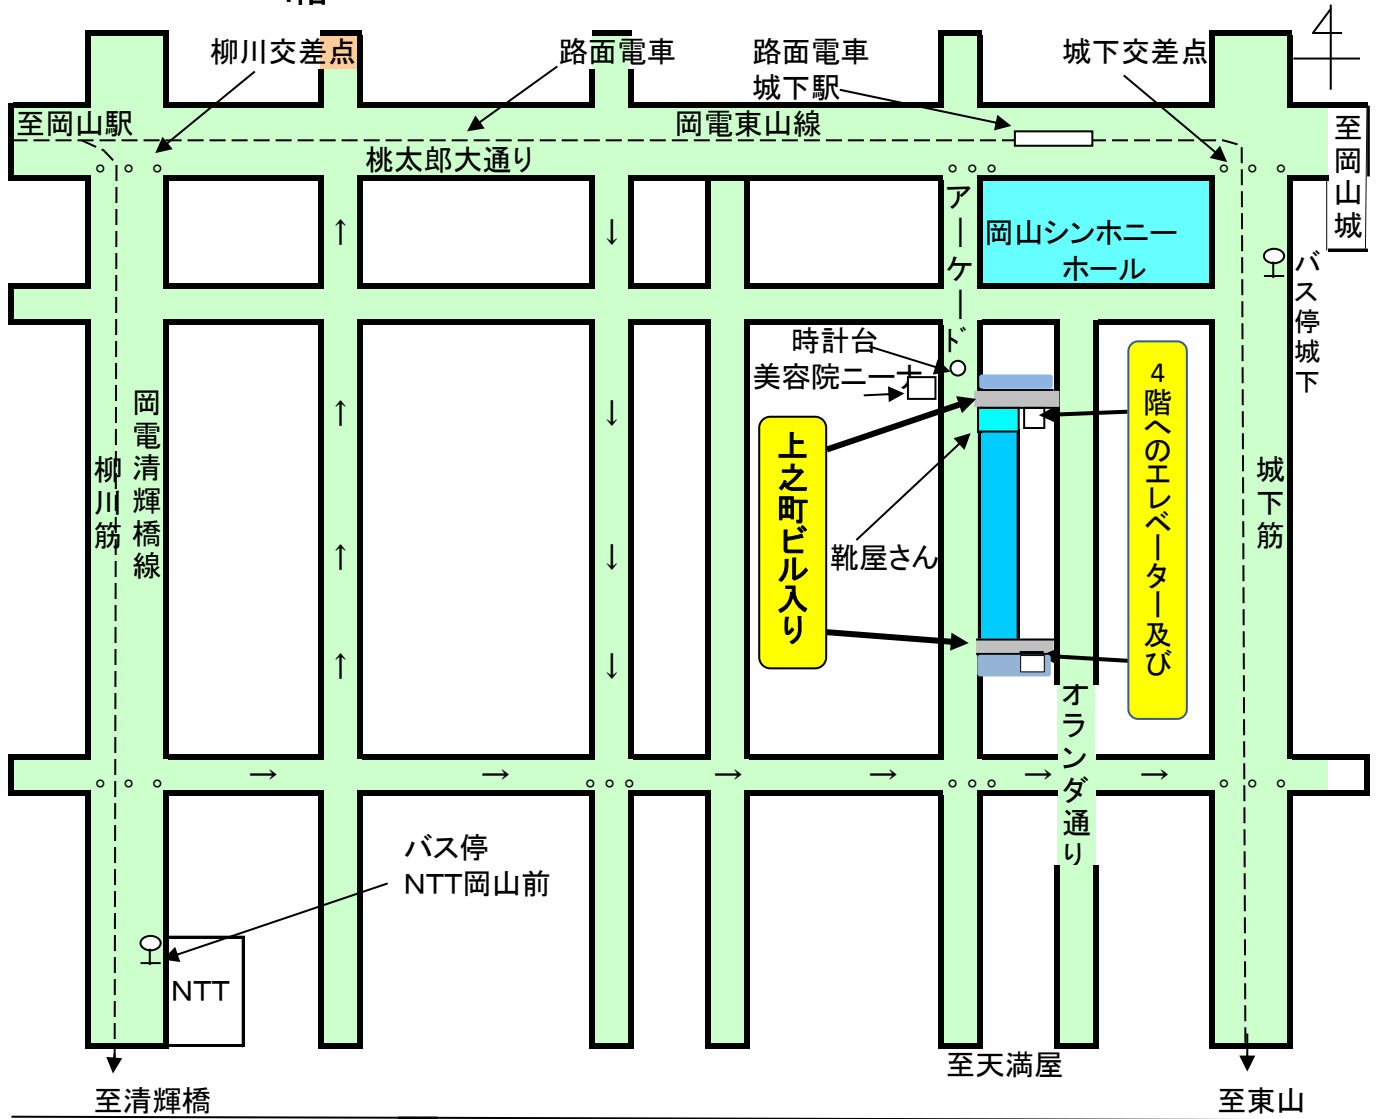 柳川交差点
路面電車
路面電車
城下駅
城下交差点
至岡山駅
岡電東山線
桃太郎大通り
至岡山城
アーケード
岡山シンホニー
ホール
バス停城下
時計台
美容院ニーナ
岡電清輝橋線
柳川筋
上之町ビル入り
靴屋さん
4階へのエレベーター及び
城下筋
オランダ通り
バス停
NTT岡山前
NTT
至天満屋
至清輝橋
至東山